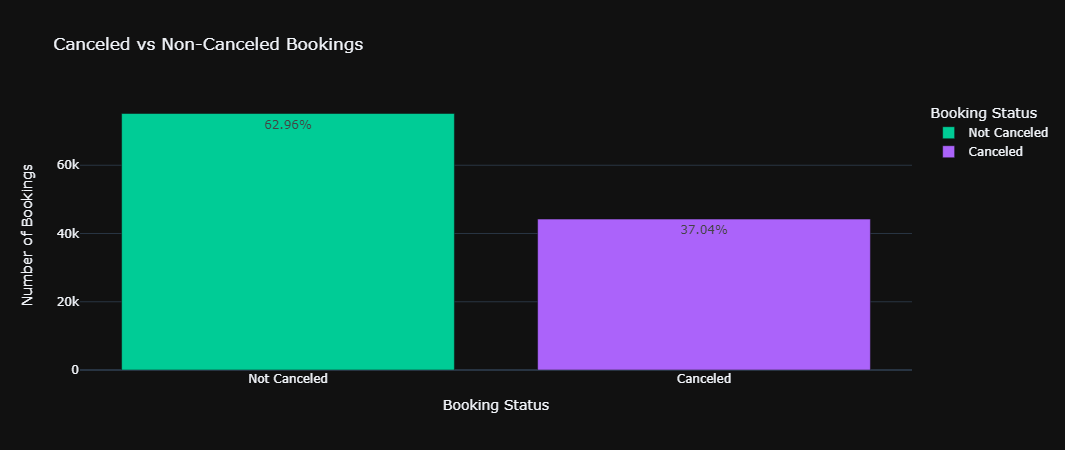 Canceled vs Non-Canceled Bookings
Number of Bookings
60k
40k
20k
0
62.96%
37.04%
Not Canceled
Canceled
Booking Status
Booking Status
Not Canceled
Canceled